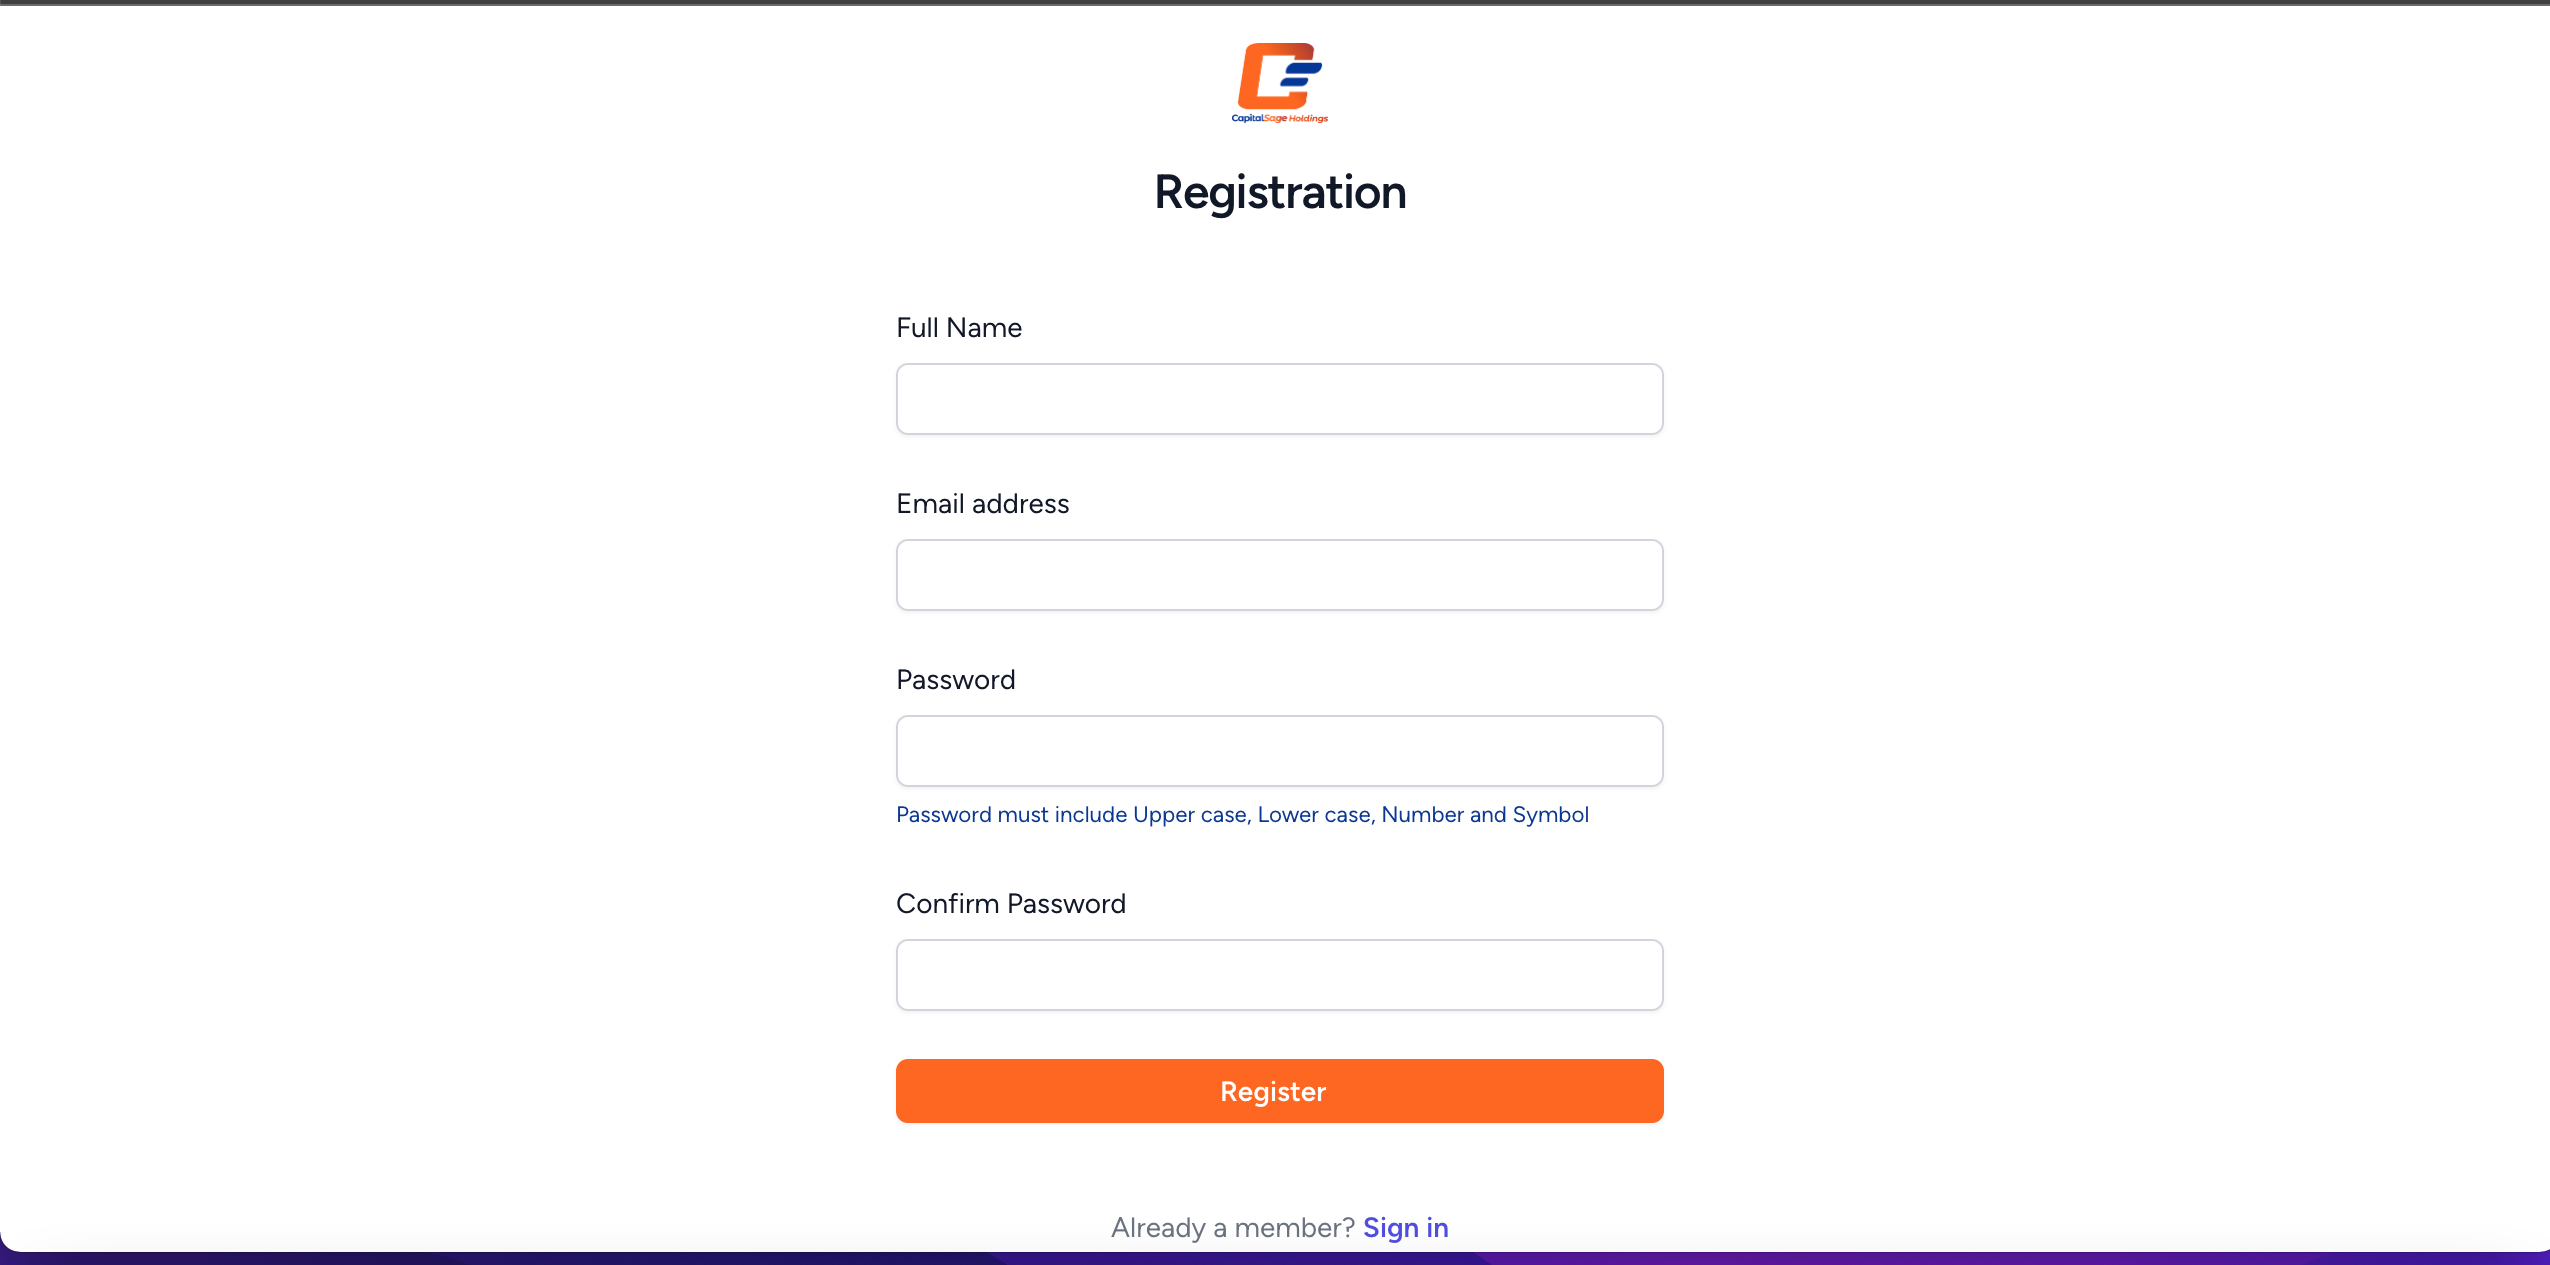 CapitalSage Holdings
Registration
Full Name
Email address
Password
Password must include Upper case, Lower case, Number and Symbol
Confirm Password
Register
Already a member? Sign in